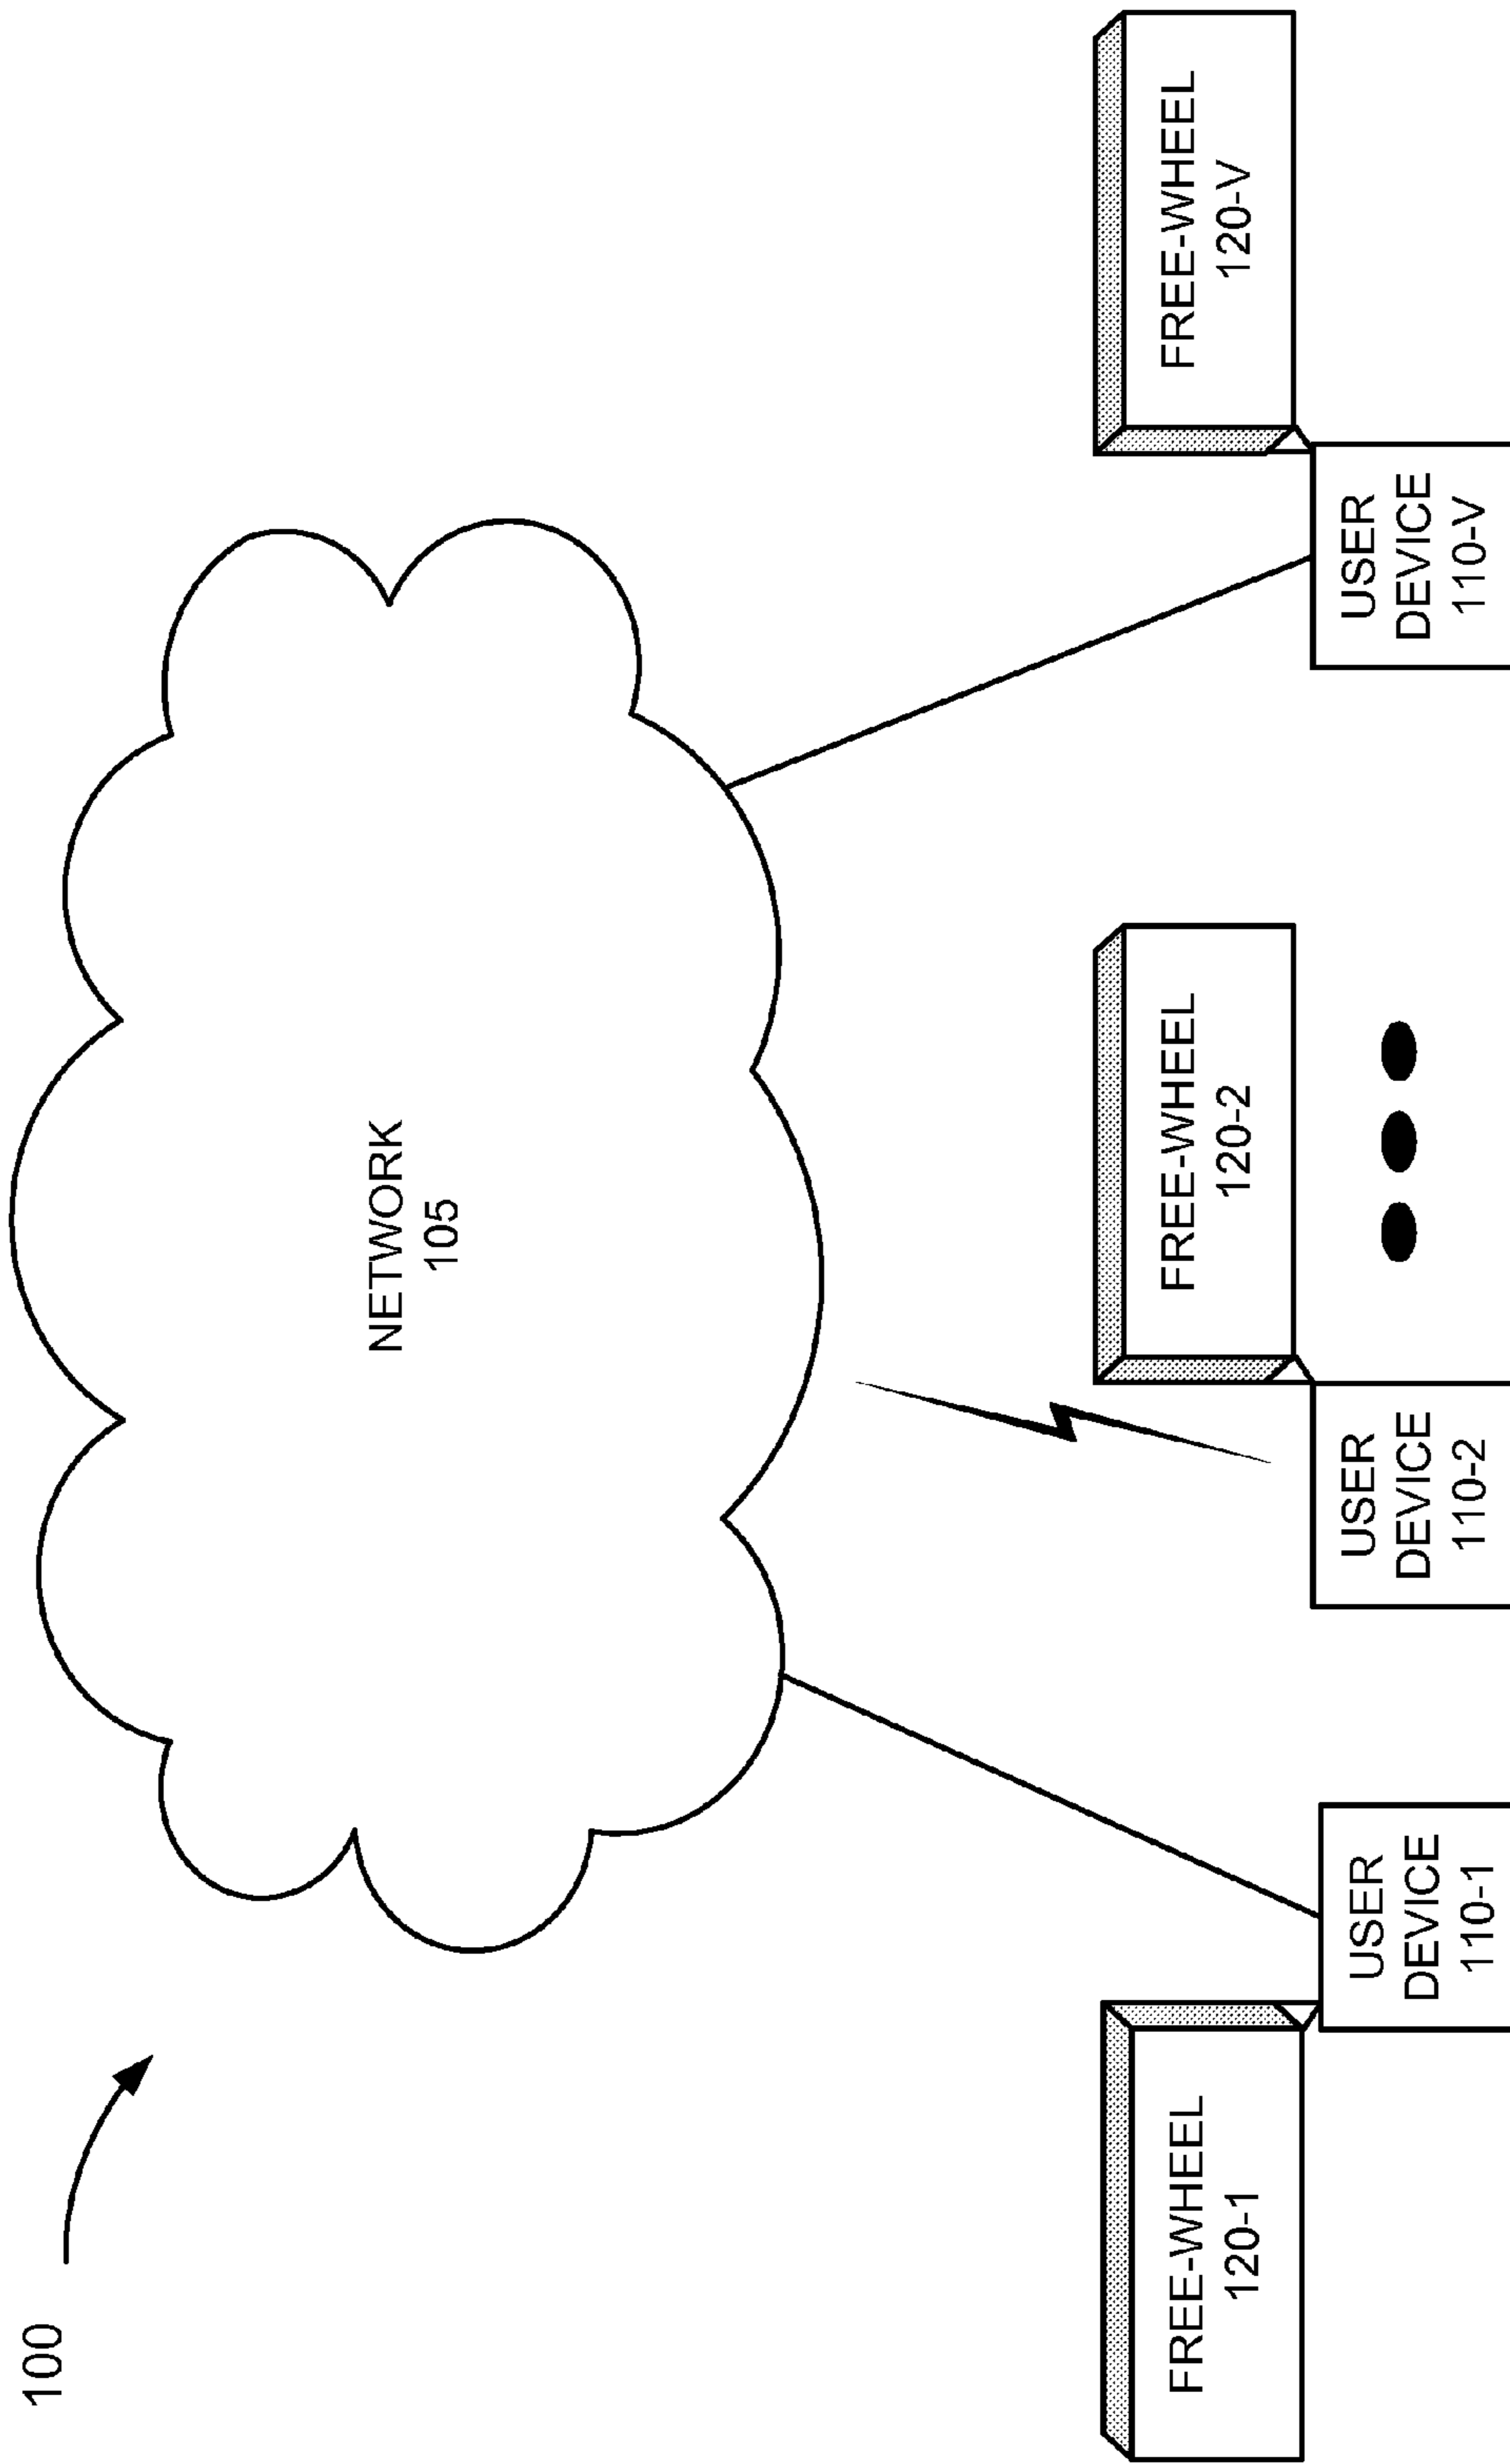 100
NETWORK
105
FREE-WHEEL
120-1
FREE-WHEEL
120-2
FREE-WHEEL
120-V
USER
DEVICE
110-1
USER
DEVICE
110-2
USER
DEVICE
110-V